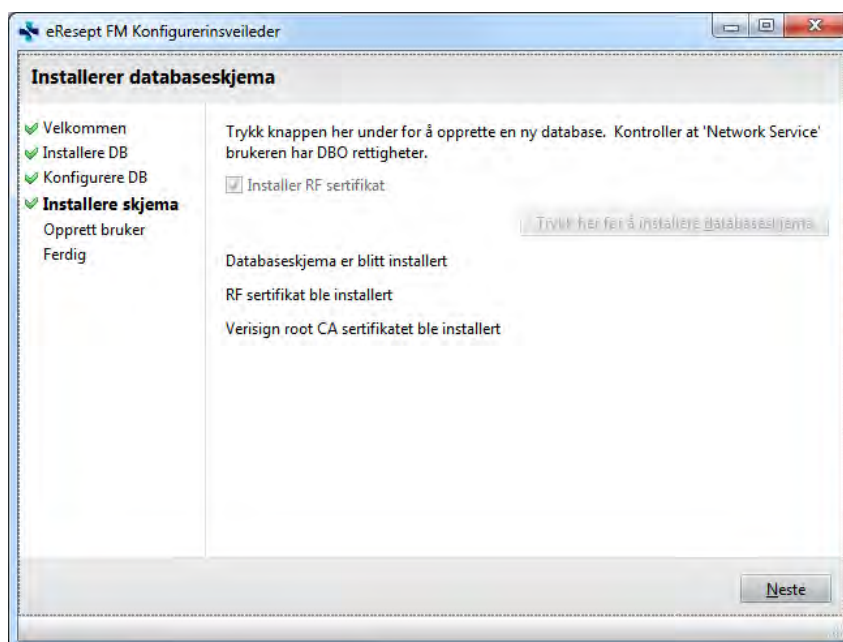 eResept FM Konfigurerinsveileder
Installerer databaseskjema
Velkommen
Installere DB
Konfigurere DB
Installere skjema
Opprett bruker
Ferdig
Trykk knappen her under for å opprette en ny database. Kontroller at 'Network Service'
brukeren har DBO rettigheter.
Installer RF sertifikat
Trykk her for å installere databaseskjema
Databaseskjema er blitt installert
RF sertifikat ble installert
Verisign root CA sertifikatet ble installert
Neste